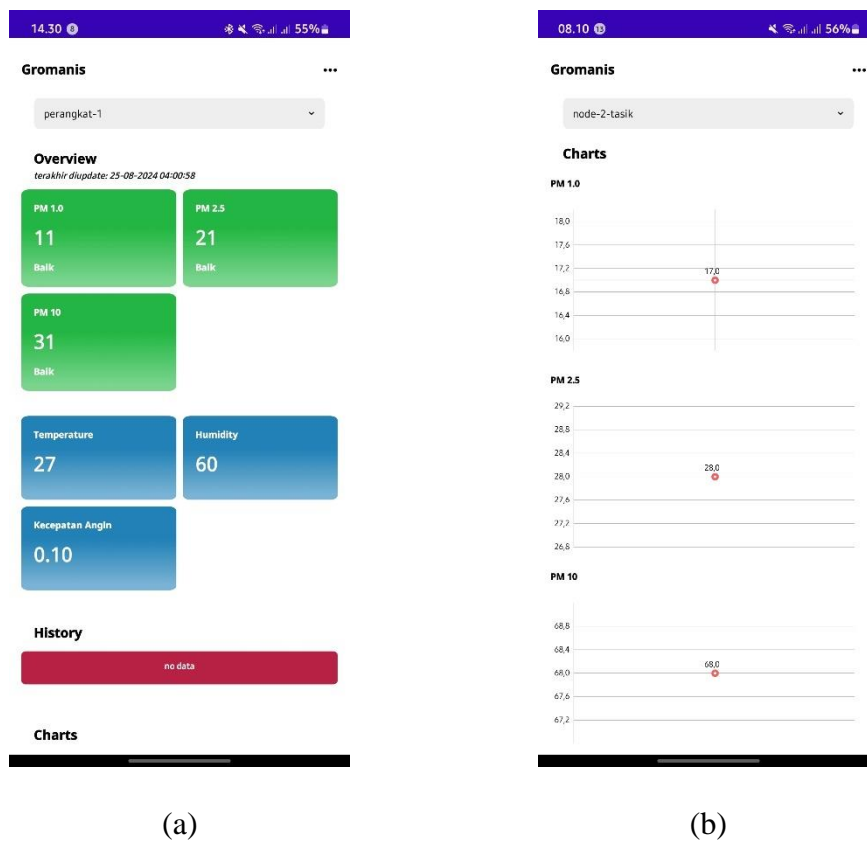 14.30 8 55%
Gromanis
perangkat-1
Overview
terakhir diupdate: 25-08-2024 04:00:58
PM 1.0
11
Baik
PM 2.5
21
Baik
PM 10
31
Baik
Temperature
27
Humidity
60
Kecepatan Angin
0.10
History
no data
Charts
(a)
08.10 13 56%
Gromanis
node-2-tasik
Charts
PM 1.0
18,0
17,6
17,2
17,0
16,8
16,4
16,0
PM 2.5
29,2
28,8
28,4
28,0
28,0
27,6
27,2
26,8
PM 10
68,8
68,4
68,0
68,0
67,6
67,2
(b)